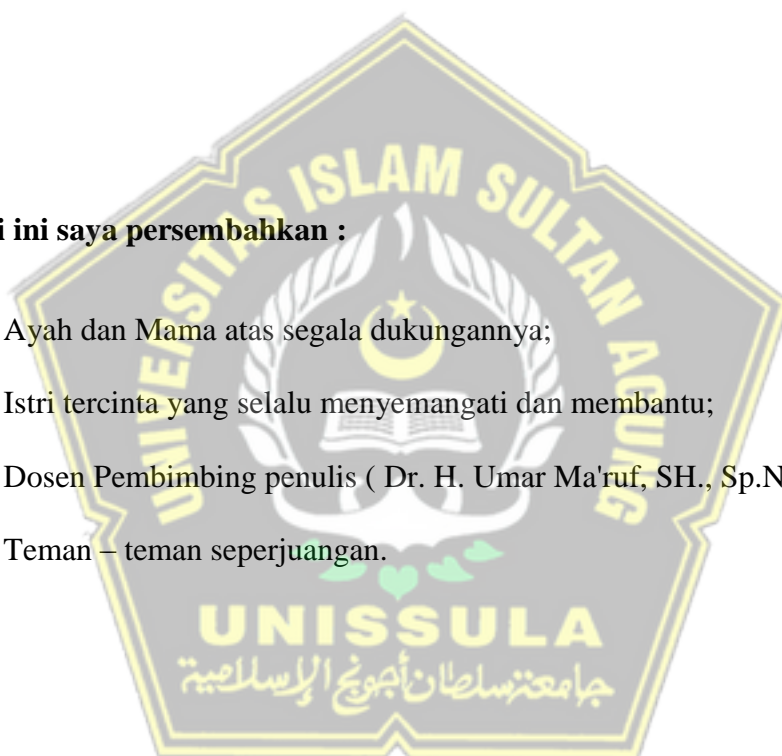 UNIVERSITAS ISLAM SULTAN AGUNG
i ini saya persembahkan :
Ayah dan Mama atas segala dukungannya;
Istri tercinta yang selalu menyemangati dan membantu;
Dosen Pembimbing penulis ( Dr. H. Umar Ma'ruf, SH., Sp.N
Teman – teman seperjuangan.
UNISSULA
جامعة سلطان أجونج الإسلامية